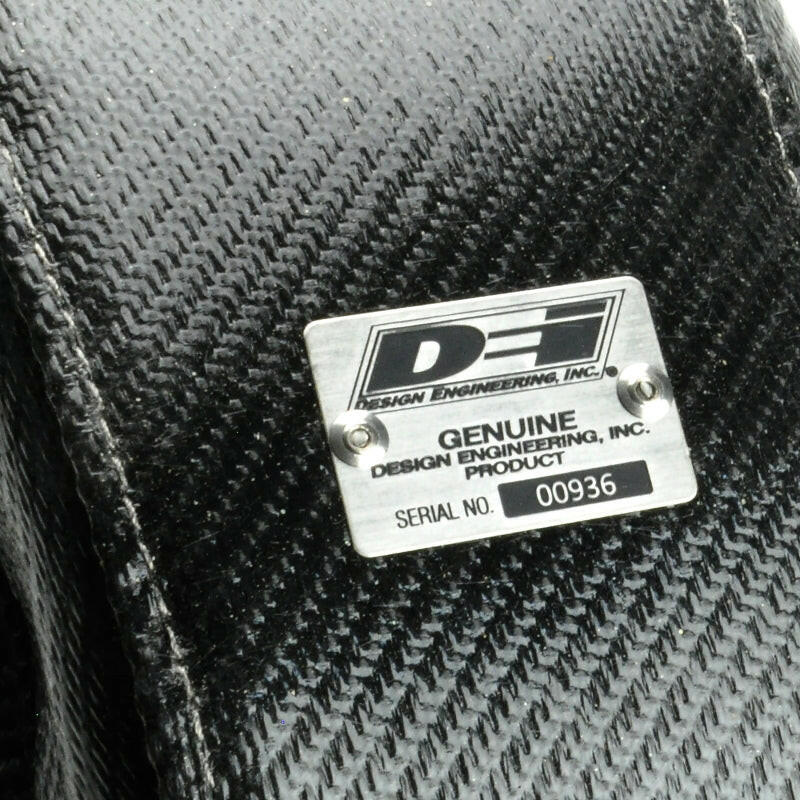 DEI
DESIGN ENGINEERING, INC.
GENUINE
DESIGN ENGINEERING, INC.
PRODUCT
SERIAL NO. 00936